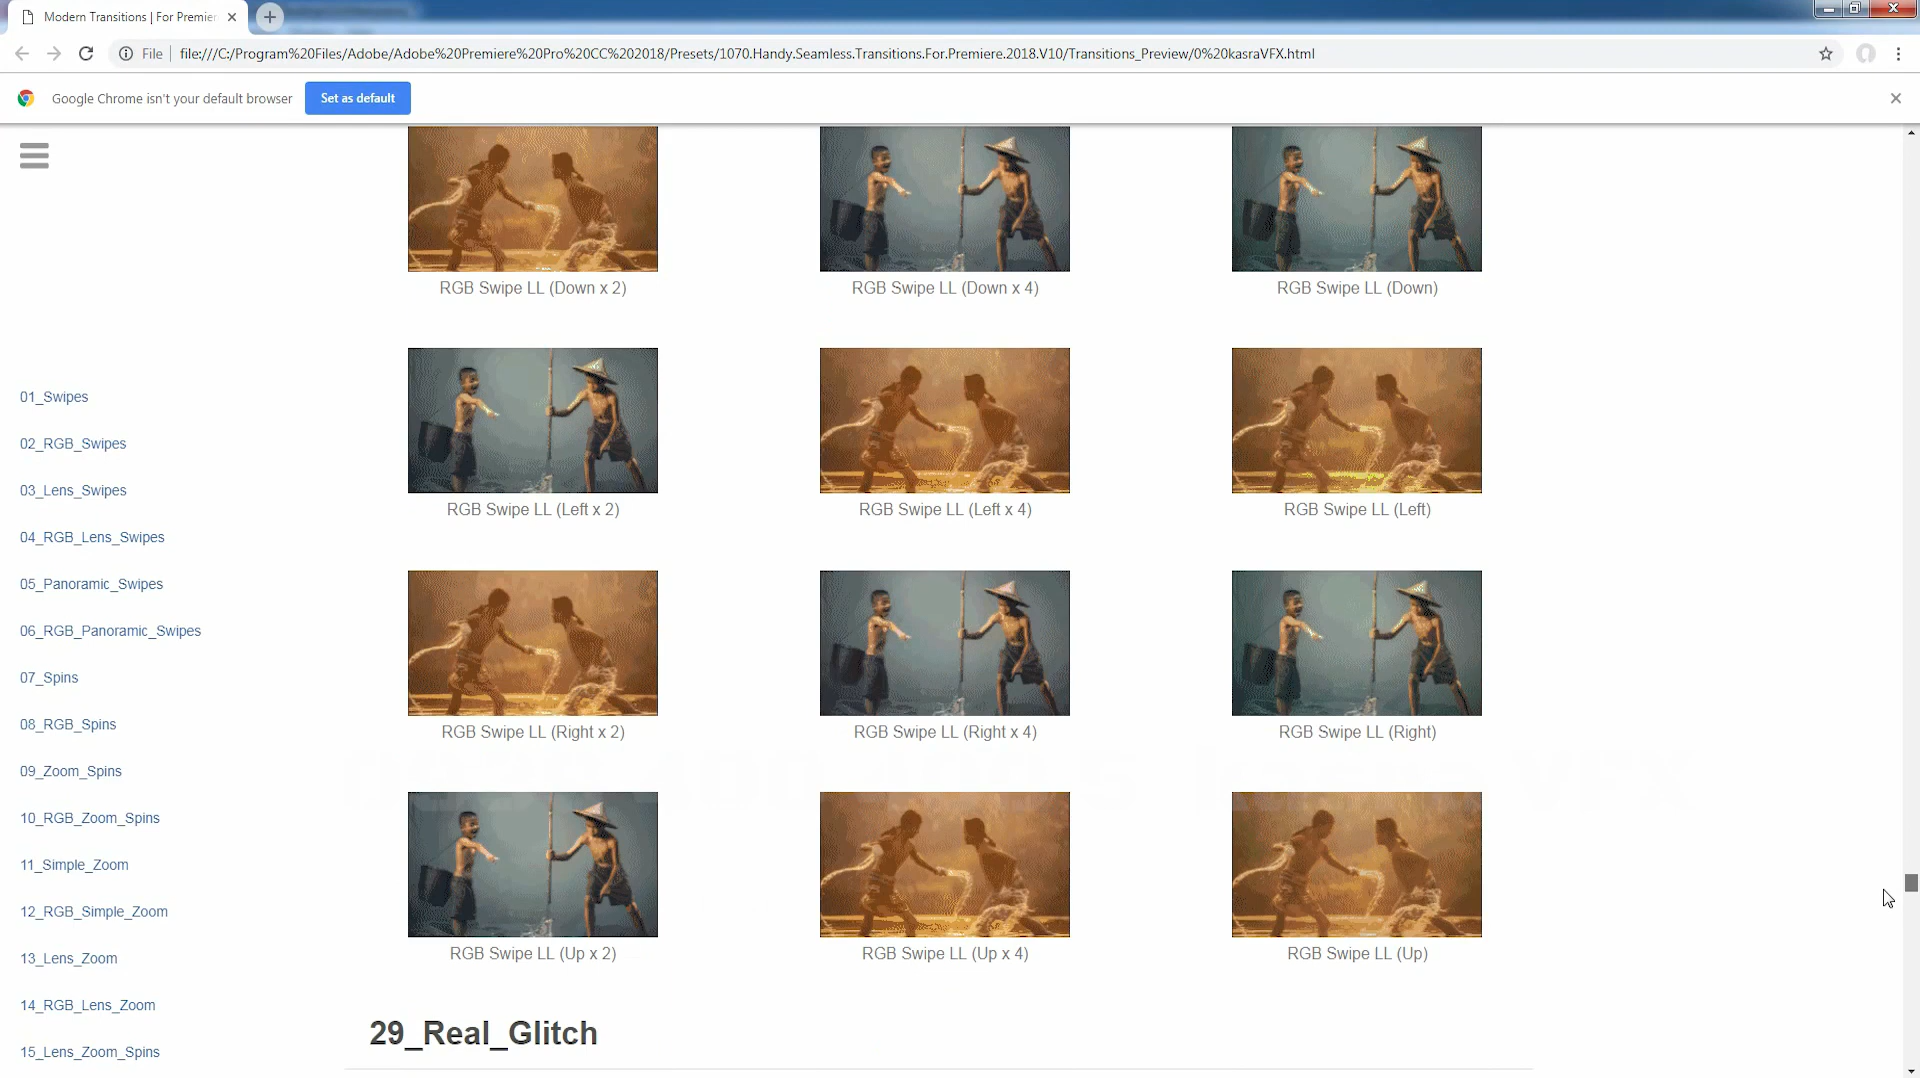 Modern Transitions | For Premier
File
file:///C:/Program%20Files/Adobe/Adobe%20Premiere%20Pro%20CC%202018/Presets/1070.Handy.Seamless.Transitions.For.Premiere.2018.V10/Transitions_Preview/0%20kasraVFX.html
Google Chrome isn't your default browser
Set as default
RGB Swipe LL (Down x 2)
RGB Swipe LL (Down x 4)
RGB Swipe LL (Down)
RGB Swipe LL (Left x 2)
RGB Swipe LL (Left x 4)
RGB Swipe LL (Left)
RGB Swipe LL (Right x 2)
RGB Swipe LL (Right x 4)
RGB Swipe LL (Right)
RGB Swipe LL (Up x 2)
RGB Swipe LL (Up x 4)
RGB Swipe LL (Up)
29_Real_Glitch
01_Swipes
02_RGB_Swipes
03_Lens_Swipes
04_RGB_Lens_Swipes
05_Panoramic_Swipes
06_RGB_Panoramic_Swipes
07_Spins
08_RGB_Spins
09_Zoom_Spins
10_RGB_Zoom_Spins
11_Simple_Zoom
12_RGB_Simple_Zoom
13_Lens_Zoom
14_RGB_Lens_Zoom
15_Lens_Zoom_Spins